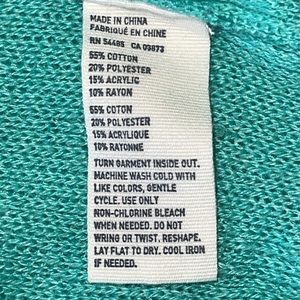 MADE IN CHINA
FABRIQUÉ EN CHINE
RN 54485 CA 03873
55% COTTON
20% POLYESTER
15% ACRYLIC
10% RAYON
55% COTON
20% POLYESTER
15% ACRYLIQUE
10% RAYONNE
TURN GARMENT INSIDE OUT.
MACHINE WASH COLD WITH
LIKE COLORS, GENTLE
CYCLE. USE ONLY
NON-CHLORINE BLEACH
WHEN NEEDED. DO NOT
WRING OR TWIST. RESHAPE.
LAY FLAT TO DRY. COOL IRON
IF NEEDED.